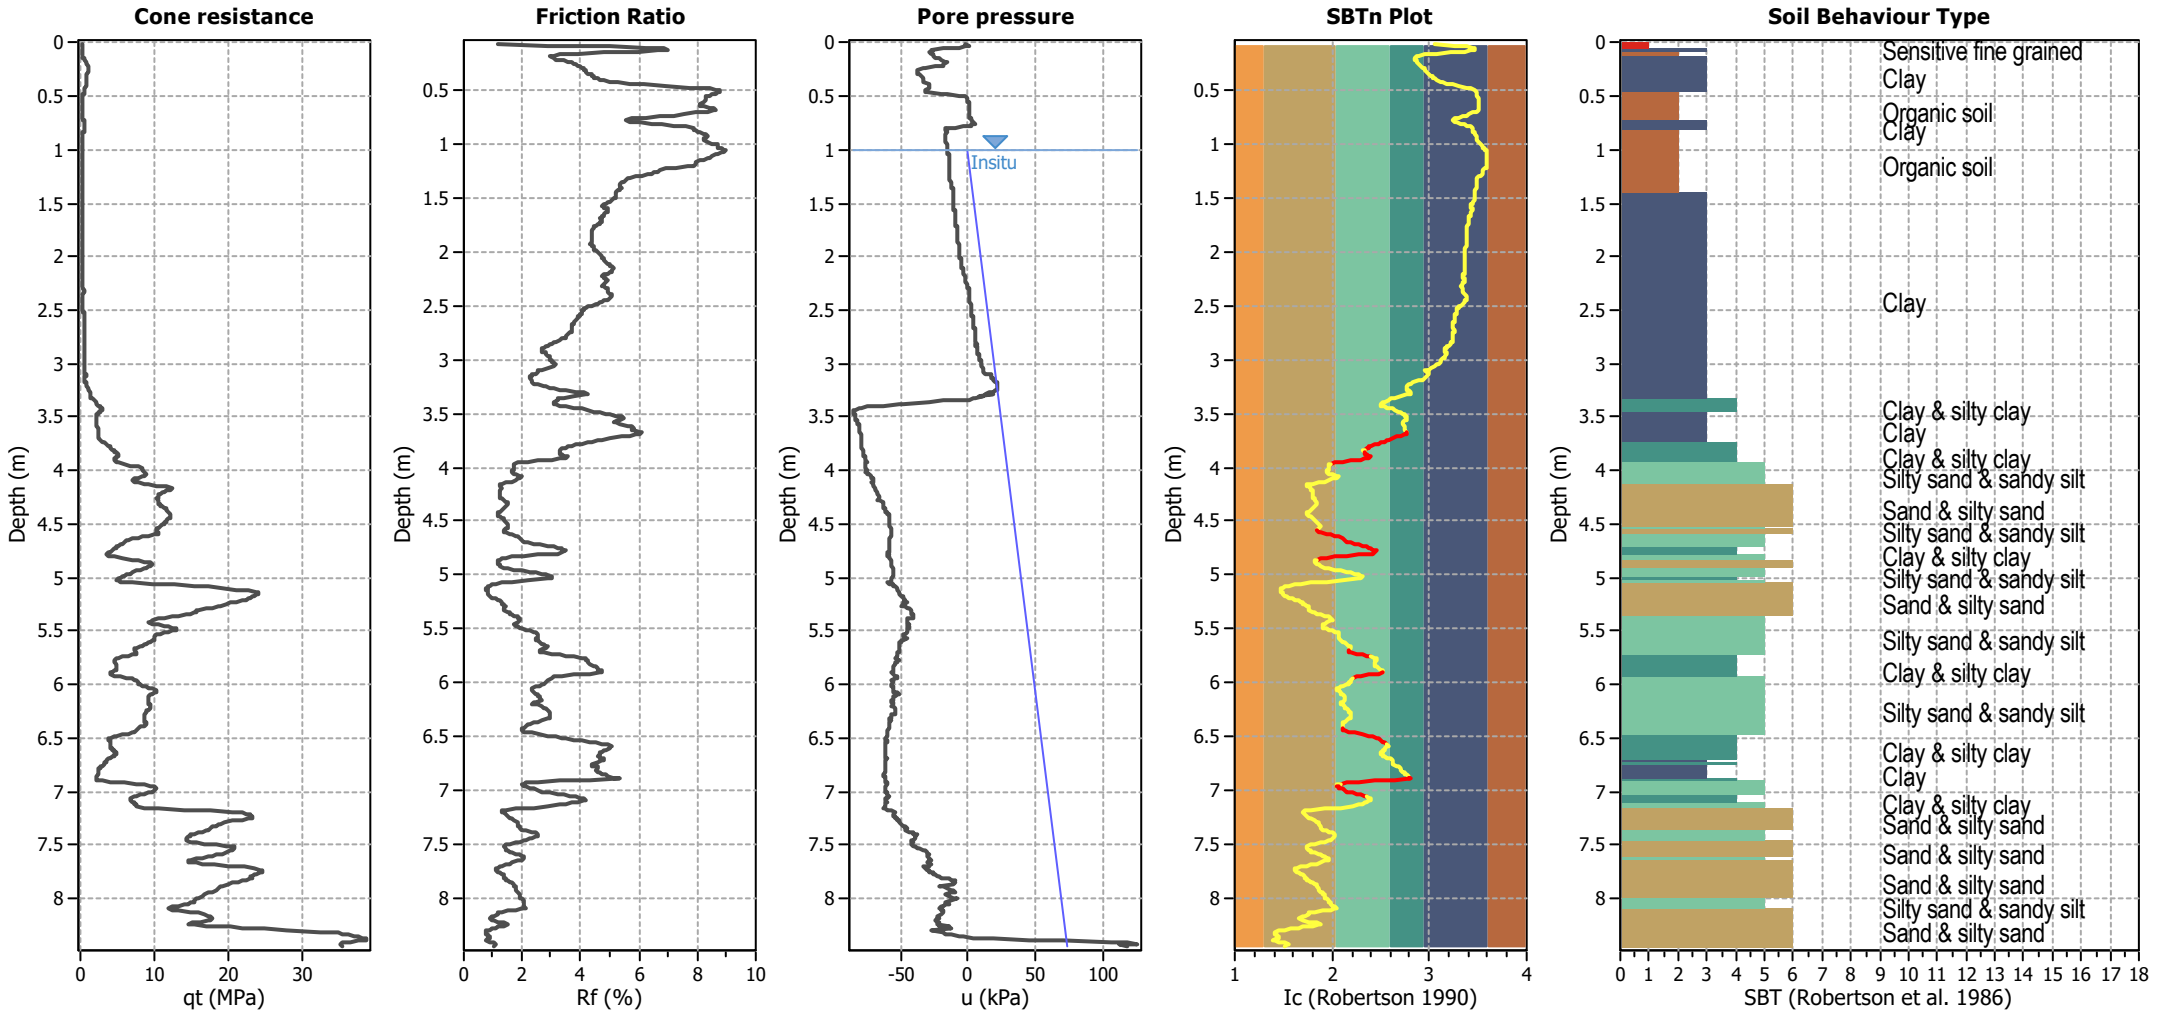 Cone resistance
0
0.5
1
1.5
2
2.5
3
3.5
4
4.5
5
5.5
6
6.5
7
7.5
8
Depth (m)
0 10 20 30
qt (MPa)
Friction Ratio
0.5
1
1.5
2
2.5
3
3.5
4
4.5
5
5.5
6
6.5
7
7.5
8
Depth (m)
0 2 4 6 8 10
Rf (%)
Pore pressure
0
0.5
1
1.5
2
2.5
3
3.5
4
4.5
5
5.5
6
6.5
7
7.5
8
Depth (m)
Insitu
-50 0 50 100
u (kPa)
SBTn Plot
0.5
1
1.5
2
2.5
3
3.5
4
4.5
5
5.5
6
6.5
7
7.5
8
Depth (m)
1 2 3 4
Ic (Robertson 1990)
Soil Behaviour Type
0
0.5
1
1.5
2
2.5
3
3.5
4
4.5
5
5.5
6
6.5
7
7.5
8
Depth (m)
Sensitive fine grained
Clay
Organic soil
Clay
Organic soil
Clay
Clay & silty clay
Clay
Clay & silty clay
Silty sand & sandy silt
Sand & silty sand
Silty sand & sandy silt
Clay & silty clay
Silty sand & sandy silt
Sand & silty sand
Silty sand & sandy silt
Clay & silty clay
Silty sand & sandy silt
Clay & silty clay
Clay
Clay & silty clay
Sand & silty sand
Sand & silty sand
Sand & silty sand
Silty sand & sandy silt
Sand & silty sand
0 1 2 3 4 5 6 7 8 9 10 11 12 13 14 15 16 17 18
SBT (Robertson et al. 1986)